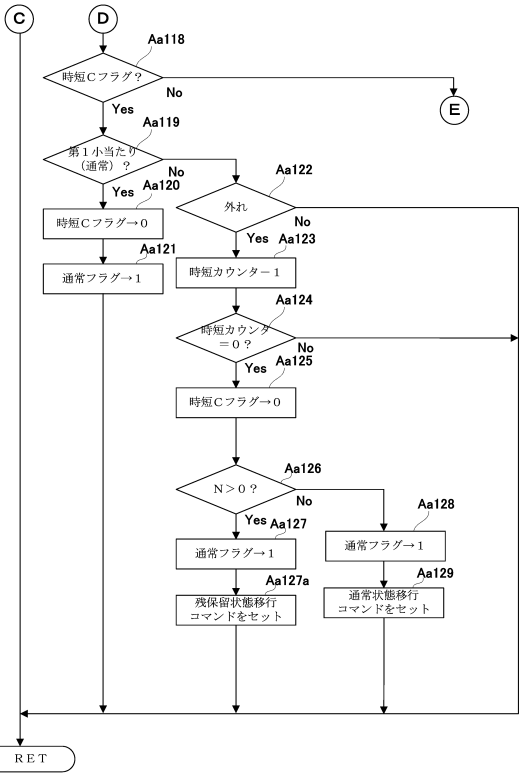 C
D
Aa118
時短Cフラグ？
No
E
Yes
Aa119
第１小当たり
（通常）？
No
Yes
Aa120
時短Cフラグ→0
Aa121
通常フラグ→1
Aa122
外れ
No
Yes
Aa123
時短カウンター１
Aa124
時短カウンタ
＝０？
No
Yes
Aa125
時短Cフラグ→0
Aa126
N＞０？
No
Yes
Aa127
通常フラグ→1
Aa128
通常フラグ→1
Aa127a
残保留状態移行
コマンドをセット
Aa129
通常状態移行
コマンドをセット
RET